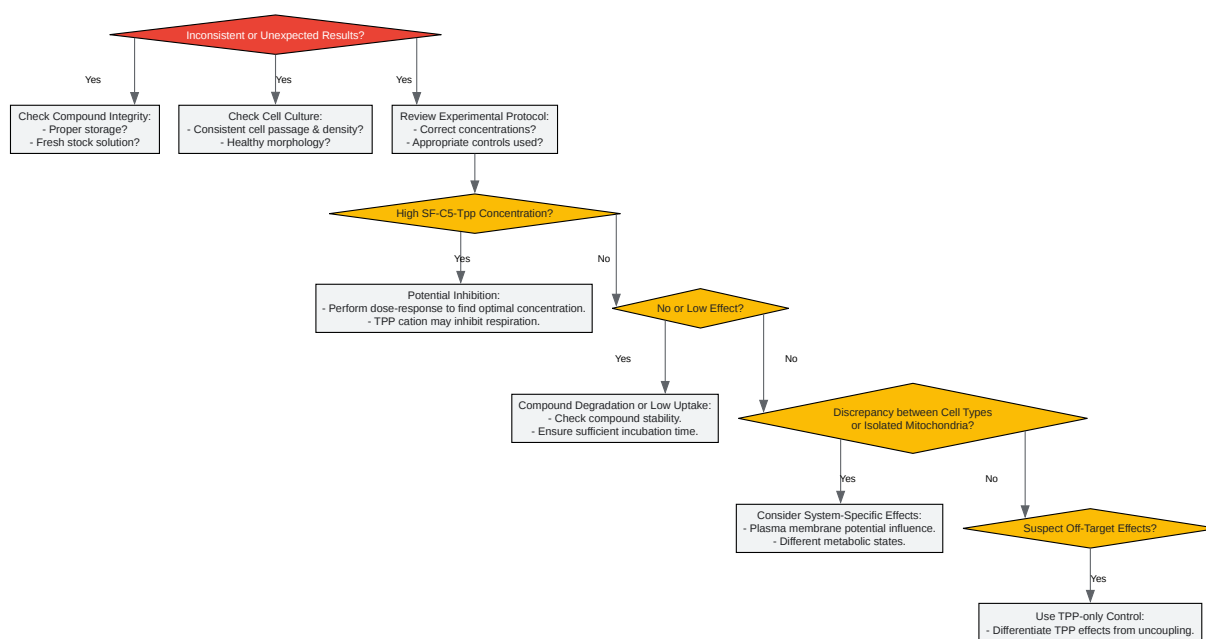 Inconsistent or Unexpected Results?
Yes
Yes
Yes
Check Compound Integrity:
- Proper storage?
- Fresh stock solution?
Check Cell Culture:
- Consistent cell passage & density?
- Healthy morphology?
Review Experimental Protocol:
- Correct concentrations?
- Appropriate controls used?
High SF-C5-Tpp Concentration?
Yes
No
Potential Inhibition:
- Perform dose-response to find optimal concentration.
- TPP cation may inhibit respiration.
No or Low Effect?
Yes
No
Compound Degradation or Low Uptake:
- Check compound stability.
- Ensure sufficient incubation time.
Discrepancy between Cell Types
or Isolated Mitochondria?
Yes
No
Consider System-Specific Effects:
- Plasma membrane potential influence.
- Different metabolic states.
Suspect Off-Target Effects?
Yes
Use TPP-only Control:
- Differentiate TPP effects from uncoupling.